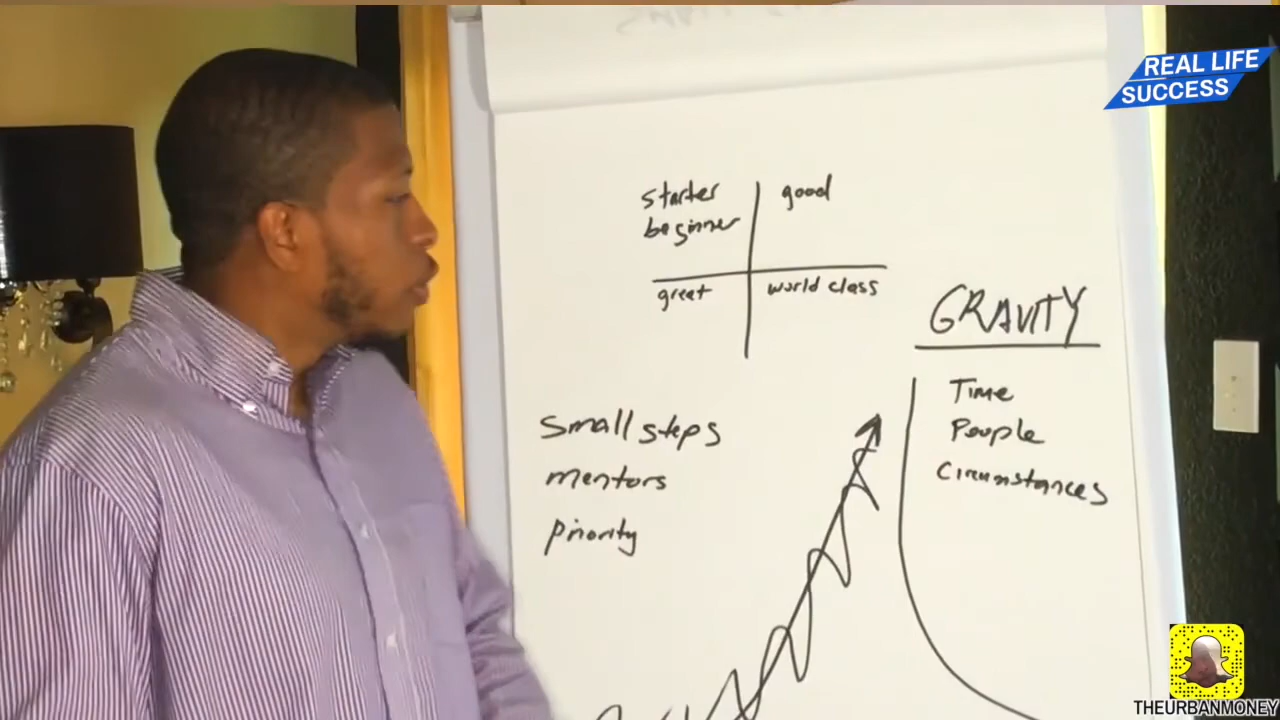 REAL LIFE
SUCCESS
starter
beginner
good
great
world class
GRAVITY
Time
People
Circumstances
Small steps
mentors
priority
THEURBANMONEY